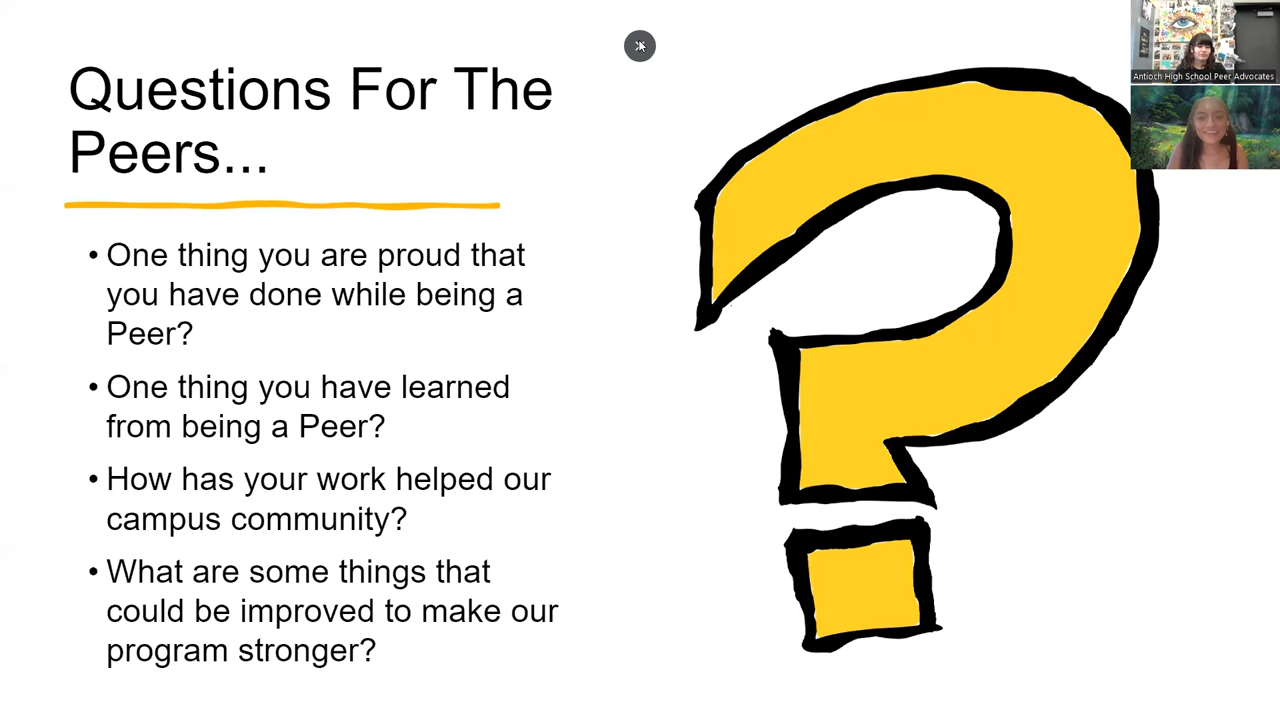 Questions For The
Peers...
• One thing you are proud that
you have done while being a
Peer?
• One thing you have learned
from being a Peer?
• How has your work helped our
campus community?
• What are some things that
could be improved to make our
program stronger?
Antioch High School Peer Advocates